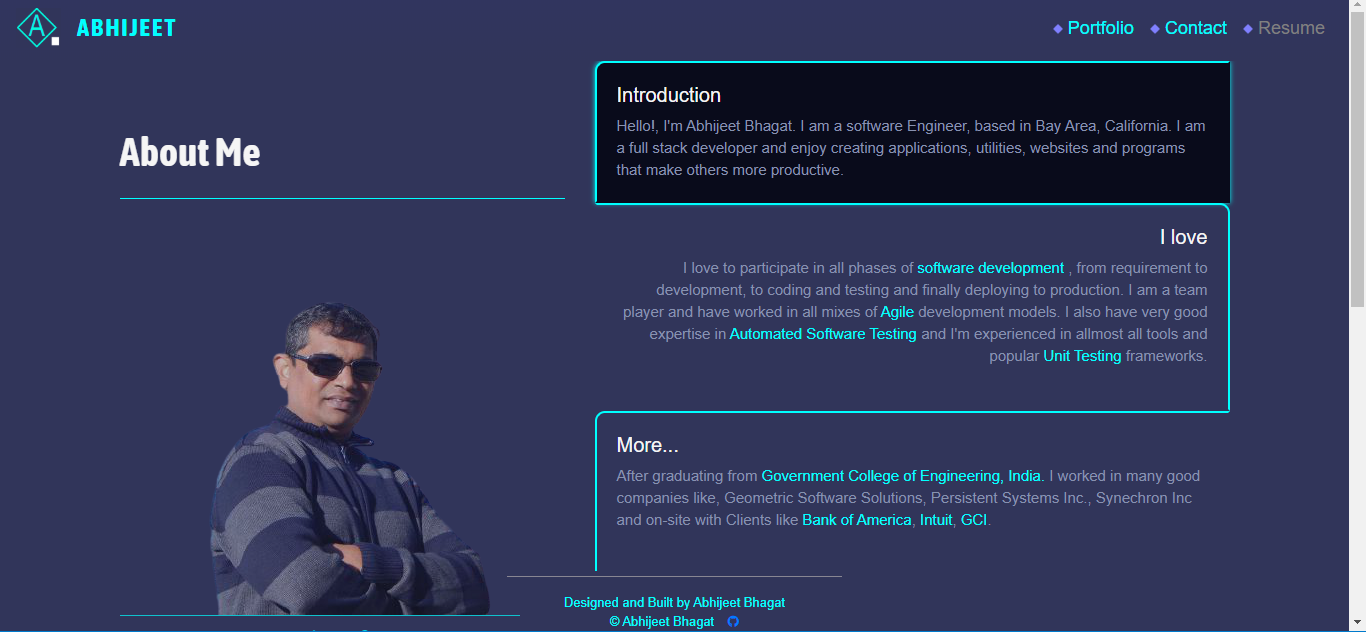 A ABHIJEET
Portfolio Contact Resume
About Me
Introduction
Hello!, I'm Abhijeet Bhagat. I am a software Engineer, based in Bay Area, California. I am
a full stack developer and enjoy creating applications, utilities, websites and programs
that make others more productive.
I love
I love to participate in all phases of software development , from requirement to
development, to coding and testing and finally deploying to production. I am a team
player and have worked in all mixes of Agile development models. I also have very good
expertise in Automated Software Testing and I'm experienced in allmost all tools and
popular Unit Testing frameworks.
More...
After graduating from Government College of Engineering, India. I worked in many good
companies like, Geometric Software Solutions, Persistent Systems Inc., Synechron Inc
and on-site with Clients like Bank of America, Intuit, GCI.
Designed and Built by Abhijeet Bhagat
© Abhijeet Bhagat